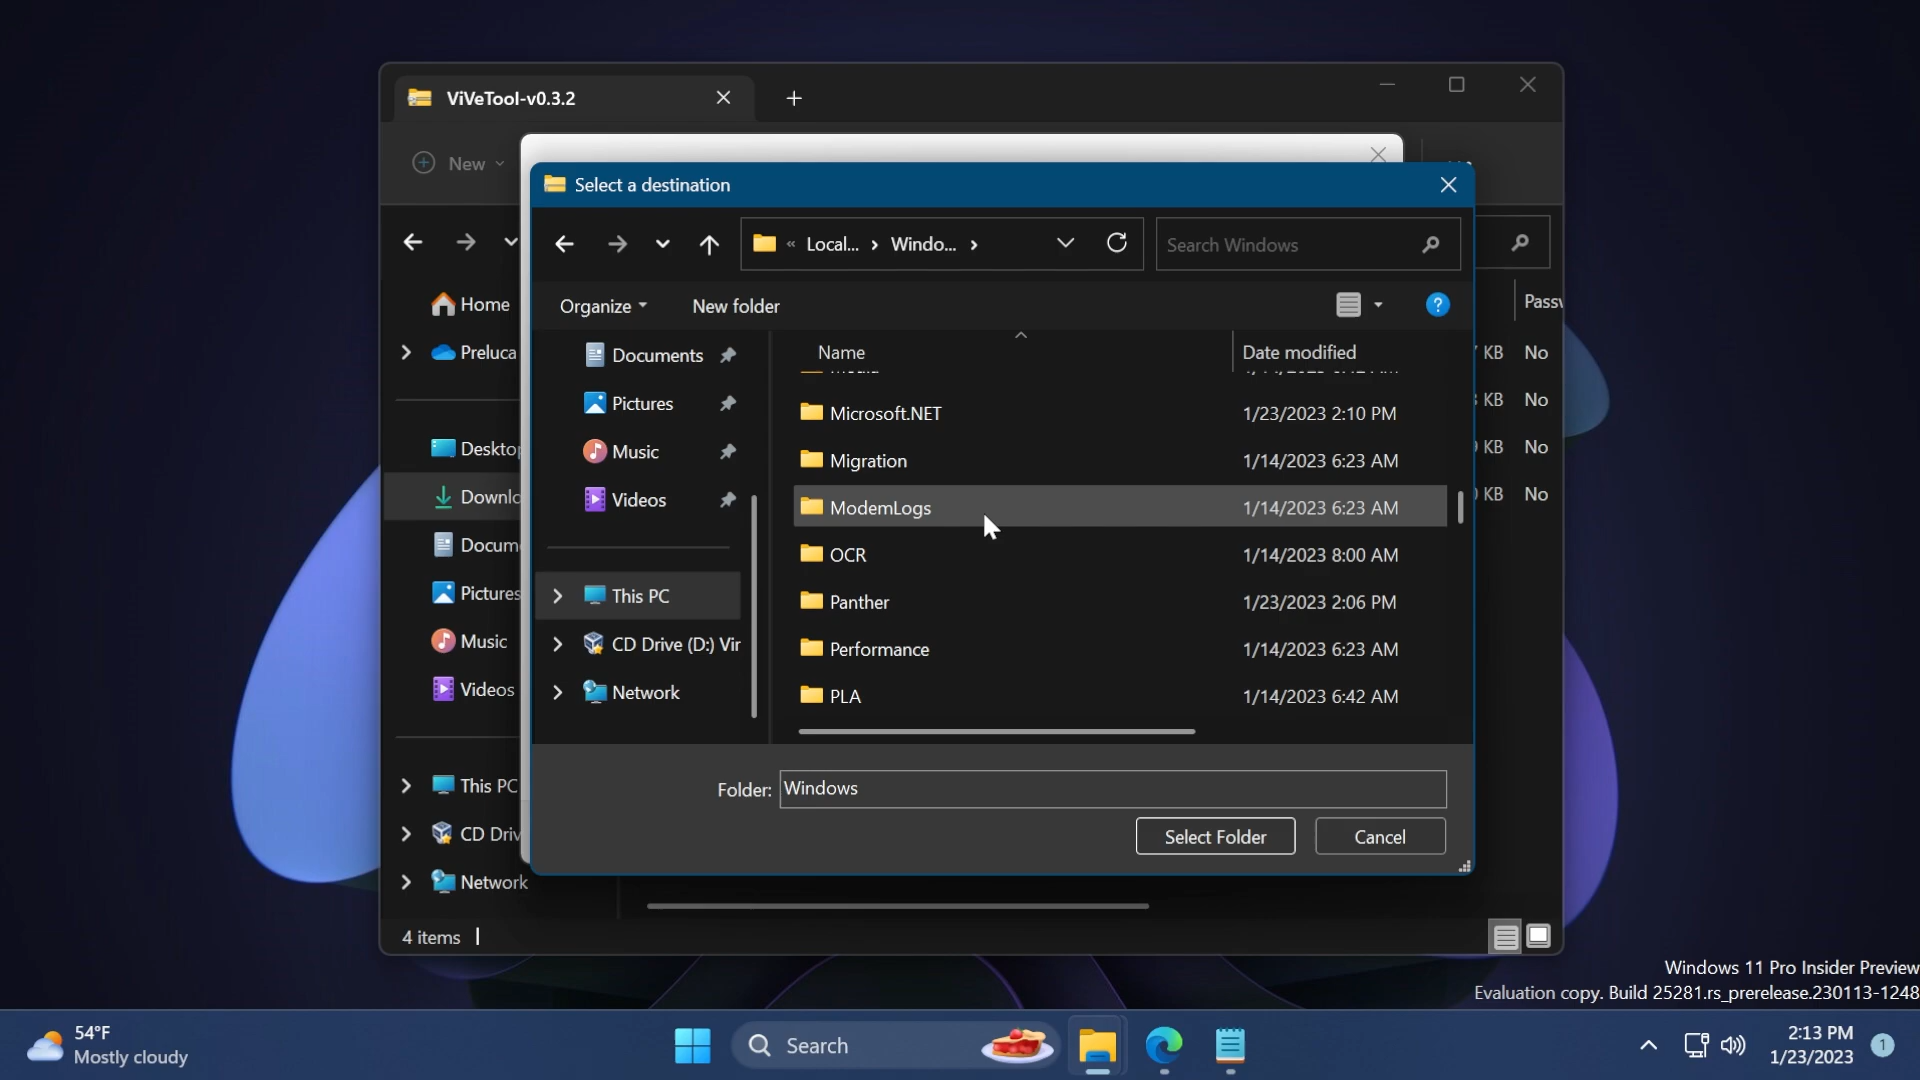 ViVeTool-v0.3.2
New
Select a destination
Local... > Windo... >
Search Windows
Home
Organize
New folder
Passw
Preluca
KB
No
Documents
Name
Date modified
Pictures
Microsoft.NET
1/23/2023 2:10 PM
KB
No
Desktop
Music
Migration
1/14/2023 6:23 AM
KB
No
Downlo
Videos
ModemLogs
1/14/2023 6:23 AM
KB
No
Docum
OCR
1/14/2023 8:00 AM
Pictures
This PC
Panther
1/23/2023 2:06 PM
Music
CD Drive (D:) Vir
Performance
1/14/2023 6:23 AM
Videos
Network
PLA
1/14/2023 6:42 AM
This PC
Folder:
Windows
CD Driv
Select Folder
Cancel
Network
4 items
Windows 11 Pro Insider Preview
Evaluation copy. Build 25281.rs_prerelease.230113-1248
54°F
Mostly cloudy
Search
2:13 PM
1/23/2023
1